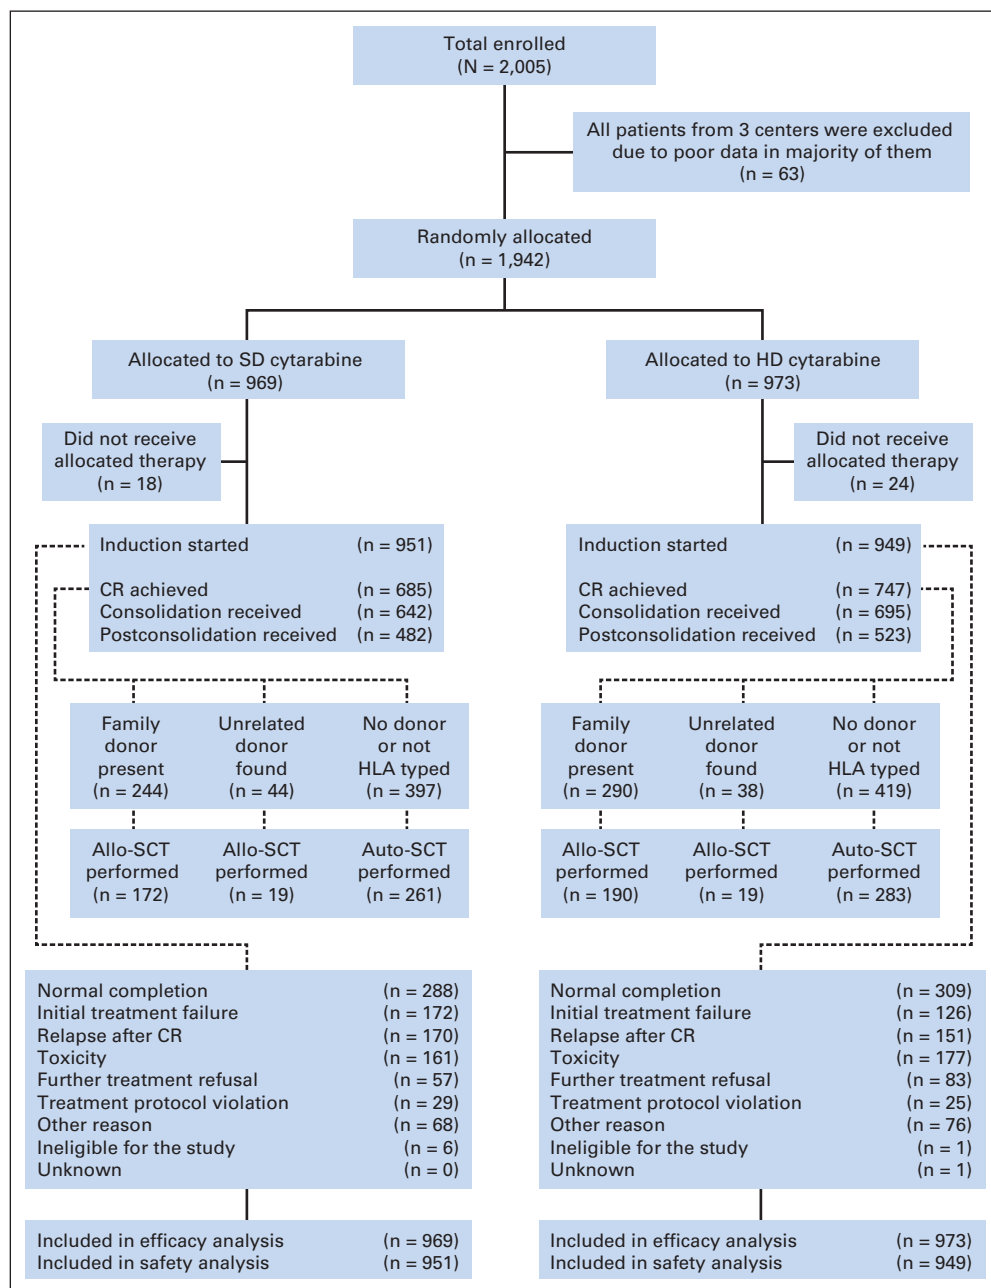 Total enrolled
(N = 2,005)
All patients from 3 centers were excluded
due to poor data in majority of them
(n = 63)
Randomly allocated
(n = 1,942)
Allocated to SD cytarabine
(n = 969)
Allocated to HD cytarabine
(n = 973)
Did not receive
allocated therapy
(n = 18)
Did not receive
allocated therapy
(n = 24)
Induction started (n = 951)
CR achieved (n = 685)
Consolidation received (n = 642)
Postconsolidation received (n = 482)
Induction started (n = 949)
CR achieved (n = 747)
Consolidation received (n = 695)
Postconsolidation received (n = 523)
Family
donor
present
(n = 244)
Unrelated
donor
found
(n = 44)
No donor
or not
HLA typed
(n = 397)
Family
donor
present
(n = 290)
Unrelated
donor
found
(n = 38)
No donor
or not
HLA typed
(n = 419)
Allo-SCT
performed
(n = 172)
Allo-SCT
performed
(n = 19)
Auto-SCT
performed
(n = 261)
Allo-SCT
performed
(n = 190)
Allo-SCT
performed
(n = 19)
Auto-SCT
performed
(n = 283)
Normal completion (n = 288)
Initial treatment failure (n = 172)
Relapse after CR (n = 170)
Toxicity (n = 161)
Further treatment refusal (n = 57)
Treatment protocol violation (n = 29)
Other reason (n = 68)
Ineligible for the study (n = 6)
Unknown (n = 0)
Normal completion (n = 309)
Initial treatment failure (n = 126)
Relapse after CR (n = 151)
Toxicity (n = 177)
Further treatment refusal (n = 83)
Treatment protocol violation (n = 25)
Other reason (n = 76)
Ineligible for the study (n = 1)
Unknown (n = 1)
Included in efficacy analysis (n = 969)
Included in safety analysis (n = 951)
Included in efficacy analysis (n = 973)
Included in safety analysis (n = 949)